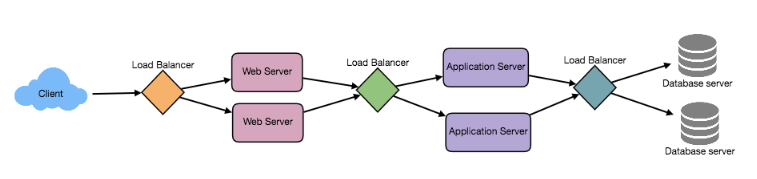 Client
Load Balancer
Web Server
Web Server
Load Balancer
Application Server
Application Server
Load Balancer
Database server
Database server